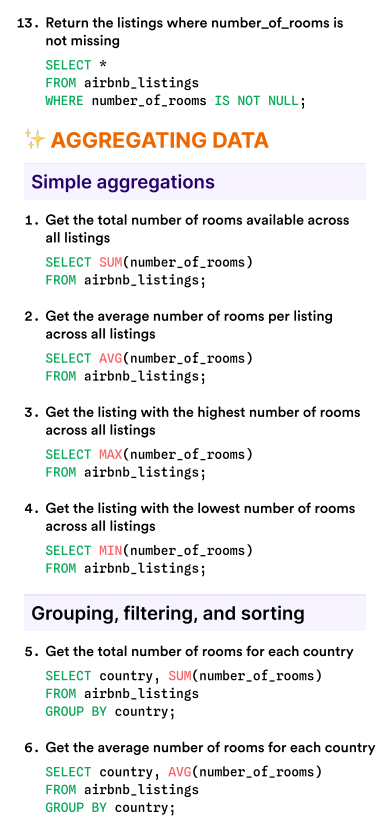 13. Return the listings where number_of_rooms is
not missing
SELECT *
FROM airbnb_listings
WHERE number_of_rooms IS NOT NULL;
✨ AGGREGATING DATA
Simple aggregations
1. Get the total number of rooms available across
all listings
SELECT SUM(number_of_rooms)
FROM airbnb_listings;
2. Get the average number of rooms per listing
across all listings
SELECT AVG(number_of_rooms)
FROM airbnb_listings;
3. Get the listing with the highest number of rooms
across all listings
SELECT MAX(number_of_rooms)
FROM airbnb_listings;
4. Get the listing with the lowest number of rooms
across all listings
SELECT MIN(number_of_rooms)
FROM airbnb_listings;
Grouping, filtering, and sorting
5. Get the total number of rooms for each country
SELECT country, SUM(number_of_rooms)
FROM airbnb_listings
GROUP BY country;
6. Get the average number of rooms for each country
SELECT country, AVG(number_of_rooms)
FROM airbnb_listings
GROUP BY country;